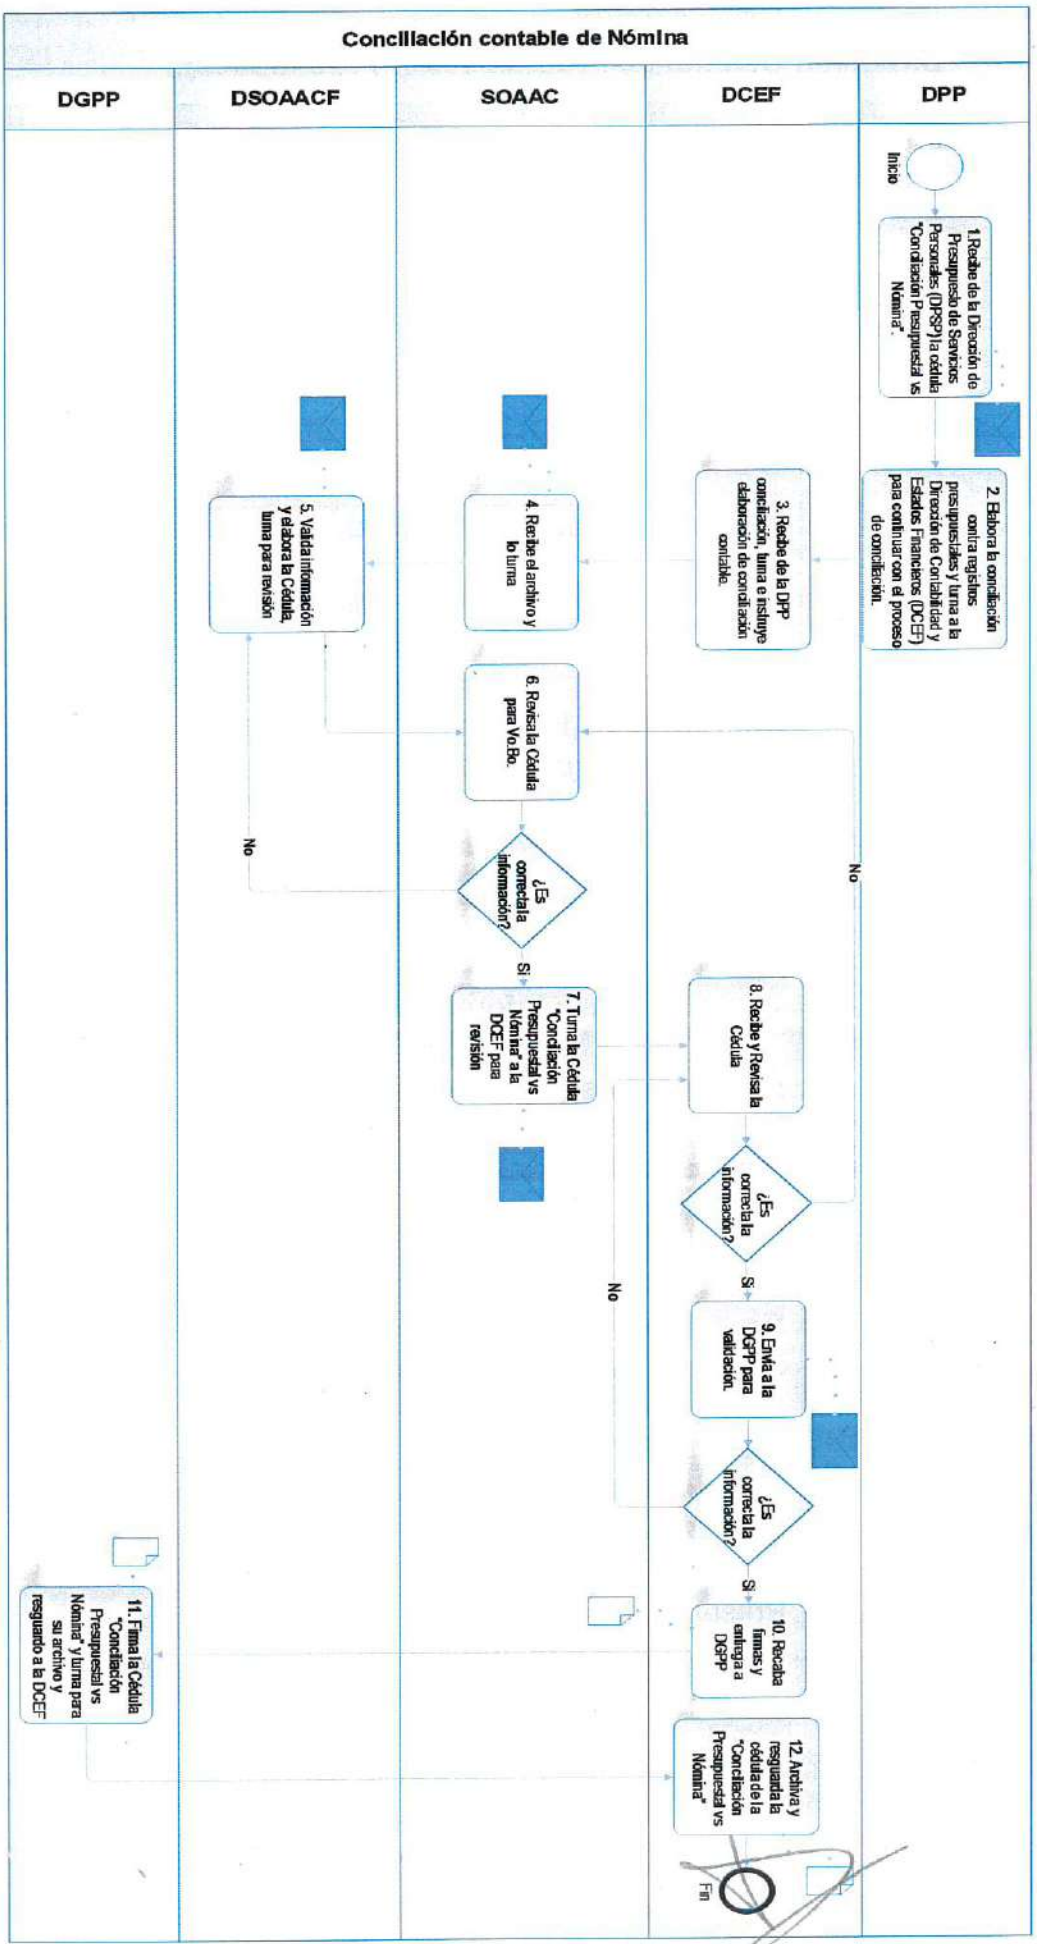 Conciliación contable de Nómina
DGPP
DSOAACF
SOAAC
DCEF
DPP
Inicio
1.Recibe de la Dirección de
Presupuesto de Servicios
Personales (DPSP) la cédula
"Conciliación Presupuestal vs
Nómina".
2. Elabora la conciliación
contra registros
presupuestales y turna a la
Dirección de Contabilidad y
Estados Financieros (DCEF)
para continuar con el proceso
de conciliación.
3. Recibe de la DPP
conciliación, turna e instruye
elaboración de conciliación
contable.
4. Recibe el archivo y
lo turna
5. Valida información
y elabora la Cédula,
turna para revisión
6. Revisa la Cédula
para Vo.Bo.
¿Es
correcta la
información?
No
Si
7. Turna la Cédula
"Conciliación
Presupuestal vs
Nómina" a la
DCEF para
revisión
8. Recibe y Revisa la
Cédula
¿Es
correcta la
información?
No
Si
9. Envía a la
DGPP para
validación.
¿Es
correcta la
información?
No
Si
10. Recaba
firmas y
entrega a
DGPP
11. Firma la Cédula
"Conciliación
Presupuestal vs
Nómina" y turna para
su archivo y
resguardo a la DCEF
12. Archiva y
resguarda la
cédula de la
"Conciliación
Presupuestal vs
Nómina"
Fin